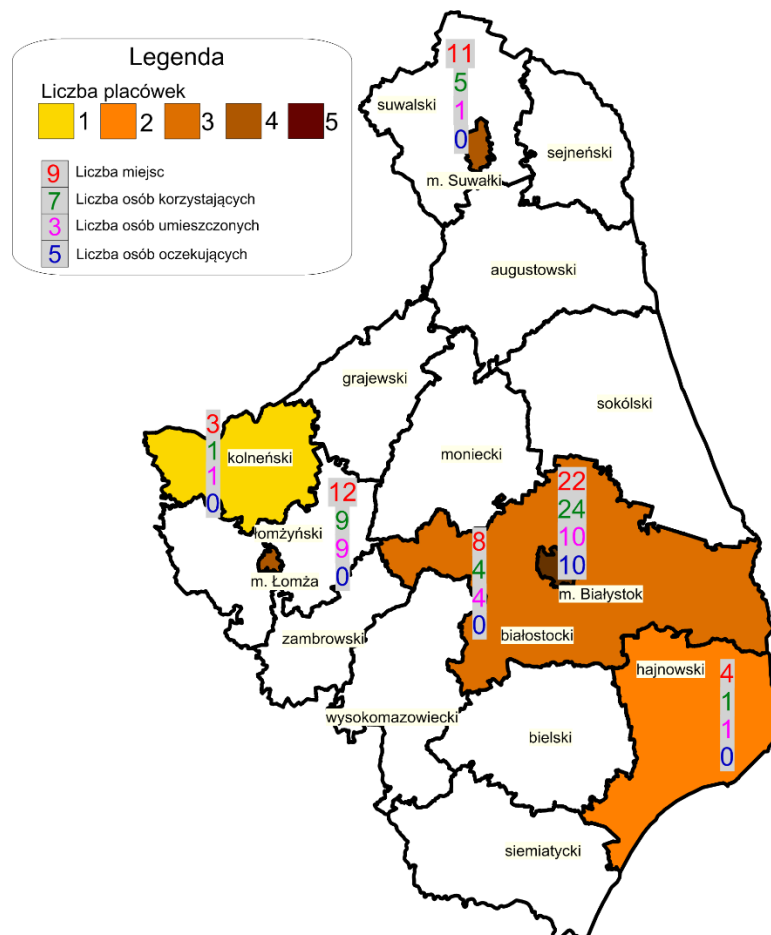 Legenda
Liczba placówek
1 2 3 4 5
9 Liczba miejsc
7 Liczba osób korzystających
3 Liczba osób umieszczonych
5 Liczba osób oczekujących
11
5
1
0
suwalski
m. Suwałki
sejneński
augustowski
grajewski
sokólski
moniecki
3
1
1
0
kolneński
12
9
9
0
łomżyński
m. Łomża
22
24
10
10
m. Białystok
8
4
4
0
białostocki
zambrowski
wysokomazowiecki
hajnowski
4
1
1
0
bielski
siemiatycki